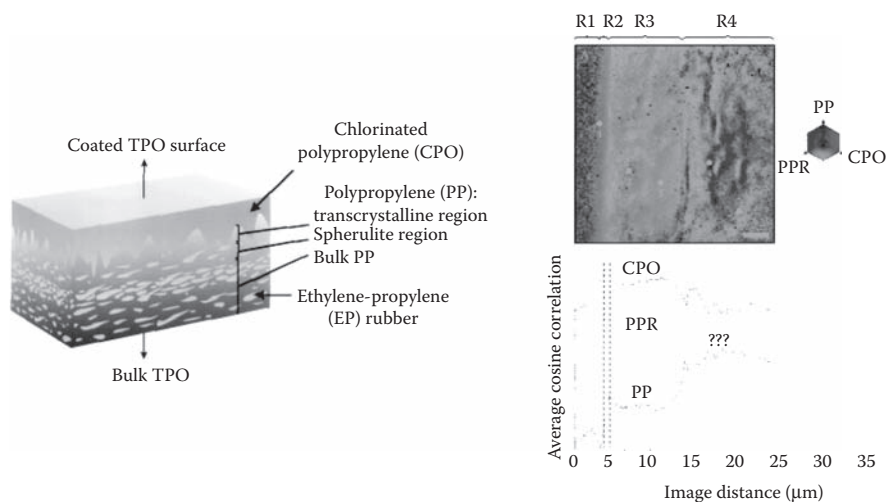 Coated TPO surface
Chlorinated
polypropylene (CPO)
Polypropylene (PP):
transcrystalline region
Spherulite region
Bulk PP
Ethylene-propylene
(EP) rubber
Bulk TPO
R1 R2 R3 R4
PP
PPR
CPO
Average cosine correlation
CPO
PPR
???
PP
0 5 10 15 20 25 30 35
Image distance (μm)